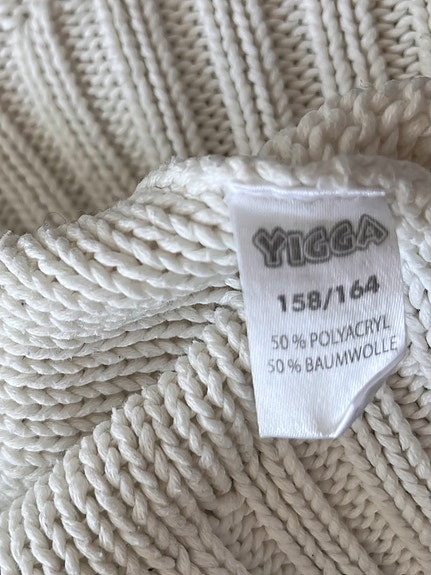 YIGGA
158/164
50 % POLYACRYL
50 % BAUMWOLLE